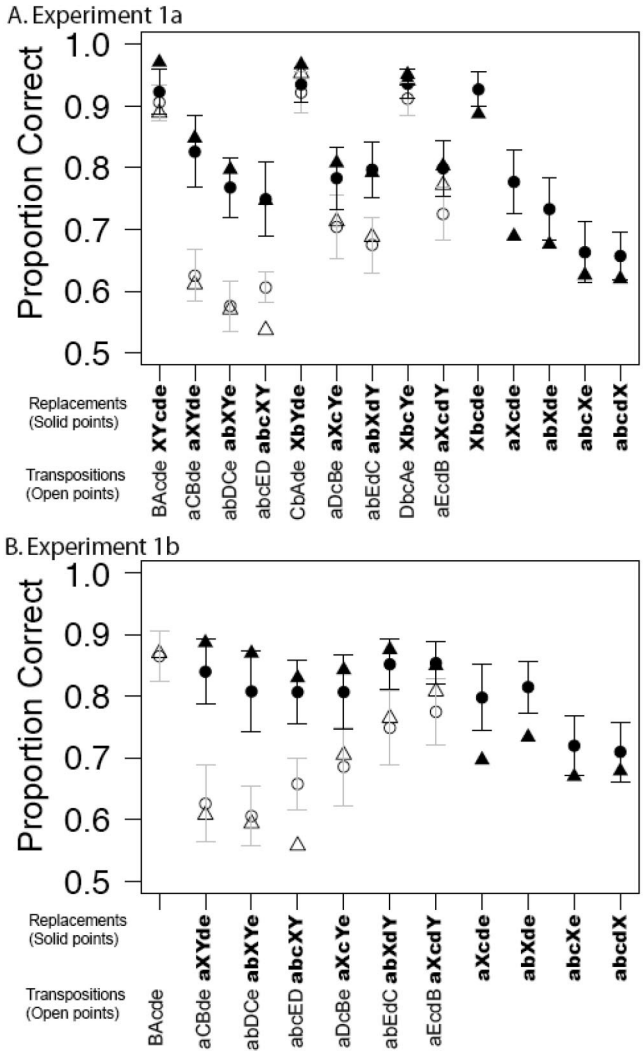 A. Experiment 1a
Proportion Correct
1.0
0.9
0.8
0.7
0.6
0.5
Replacements
(Solid points)
XYcde
aXYde
abXYe
abcXY
XbYde
aXcYe
abXdY
XbcYe
aXcdY
Xbcde
aXcde
abXde
abcXe
abcdX
Transpositions
(Open points)
BAcde
aCBde
abDCe
abcED
CbAde
aDcBe
abEdC
DbcAe
aEcdB
B. Experiment 1b
Proportion Correct
1.0
0.9
0.8
0.7
0.6
0.5
Replacements
(Solid points)
aXYde
abXYe
abcXY
aXcYe
abXdY
aXcdY
aXcde
abXde
abcXe
abcdX
Transpositions
(Open points)
BAcde
aCBde
abDCe
abcED
aDcBe
abEdC
aEcdB